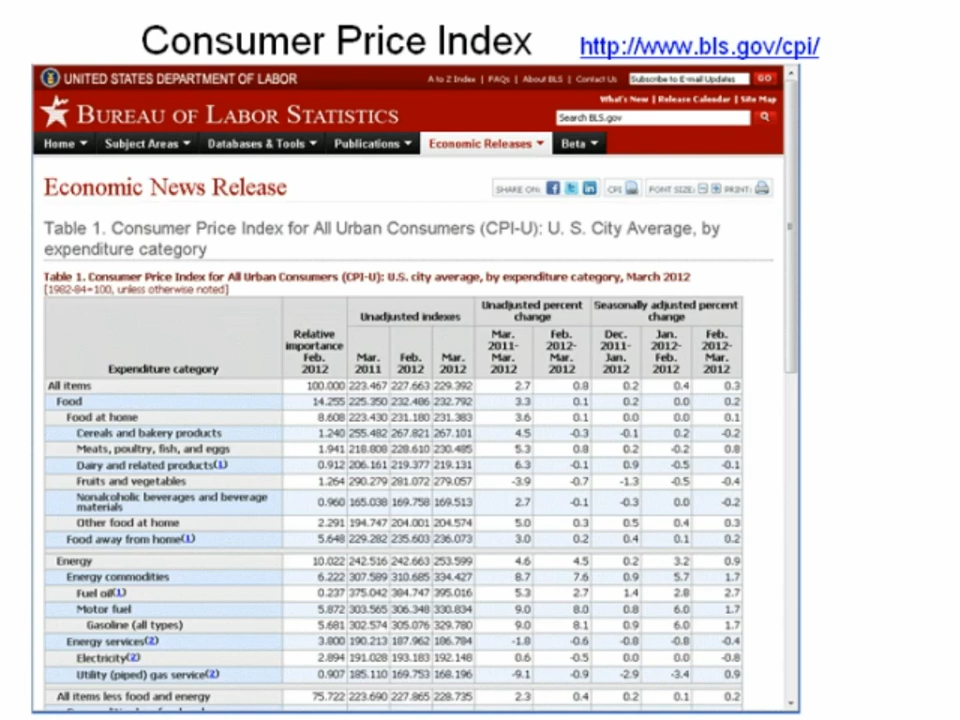 Consumer Price Index http://www.bls.gov/cpi/
UNITED STATES DEPARTMENT OF LABOR A to Z Index | FAQs | About BLS | Contact Us Subscribe to E-mail Updates GO
What's New | Release Calendar | Site Map
BUREAU OF LABOR STATISTICS Search BLS.gov
Home Subject Areas Databases & Tools Publications Economic Releases Beta
Economic News Release SHARE ON: CPI FONT SIZE: PRINT:
Table 1. Consumer Price Index for All Urban Consumers (CPI-U): U. S. City Average, by
expenditure category
Table 1. Consumer Price Index for All Urban Consumers (CPI-U): U.S. city average, by expenditure category, March 2012
[1982-84=100, unless otherwise noted]
Expenditure category Relative importance Feb. 2012 Unadjusted indexes Unadjusted percent change Seasonally adjusted percent change
Mar. 2011 Feb. 2012 Mar. 2012 Mar. 2011-Mar. 2012 Feb. 2012-Mar. 2012 Dec. 2011-Jan. 2012 Jan. 2012-Feb. 2012 Feb. 2012-Mar. 2012
All items 100.000 223.467 227.663 229.392 2.7 0.8 0.2 0.4 0.3
Food 14.255 225.350 232.486 232.792 3.3 0.1 0.2 0.0 0.2
Food at home 8.608 223.430 231.180 231.383 3.6 0.1 0.0 0.0 0.1
Cereals and bakery products 1.240 255.482 267.821 267.101 4.5 -0.3 -0.1 0.2 -0.2
Meats, poultry, fish, and eggs 1.941 218.808 228.610 230.485 5.3 0.8 0.2 -0.2 0.8
Dairy and related products(1) 0.912 206.161 219.377 219.131 6.3 -0.1 0.9 -0.5 -0.1
Fruits and vegetables 1.264 290.279 281.072 279.057 -3.9 -0.7 -1.3 -0.5 -0.4
Nonalcoholic beverages and beverage
materials 0.960 165.038 169.758 169.513 2.7 -0.1 -0.3 0.0 -0.2
Other food at home 2.291 194.747 204.001 204.574 5.0 0.3 0.5 0.4 0.3
Food away from home(1) 5.648 229.282 235.603 236.073 3.0 0.2 0.4 0.1 0.2
Energy 10.022 242.516 242.663 253.599 4.6 4.5 0.2 3.2 0.9
Energy commodities 6.222 307.589 310.685 334.427 8.7 7.6 0.9 5.7 1.7
Fuel oil(1) 0.237 375.042 384.747 395.016 5.3 2.7 1.4 2.8 2.7
Motor fuel 5.872 303.565 306.348 330.834 9.0 8.0 0.8 6.0 1.7
Gasoline (all types) 5.681 302.574 305.076 329.780 9.0 8.1 0.9 6.0 1.7
Energy services(2) 3.800 190.213 187.962 186.784 -1.8 -0.6 -0.8 -0.8 -0.4
Electricity(2) 2.894 191.028 193.183 192.148 0.6 -0.5 0.0 0.0 -0.8
Utility (piped) gas service(2) 0.907 185.110 169.753 168.196 -9.1 -0.9 -2.9 -3.4 0.9
All items less food and energy 75.722 223.690 227.865 228.735 2.3 0.4 0.2 0.1 0.2